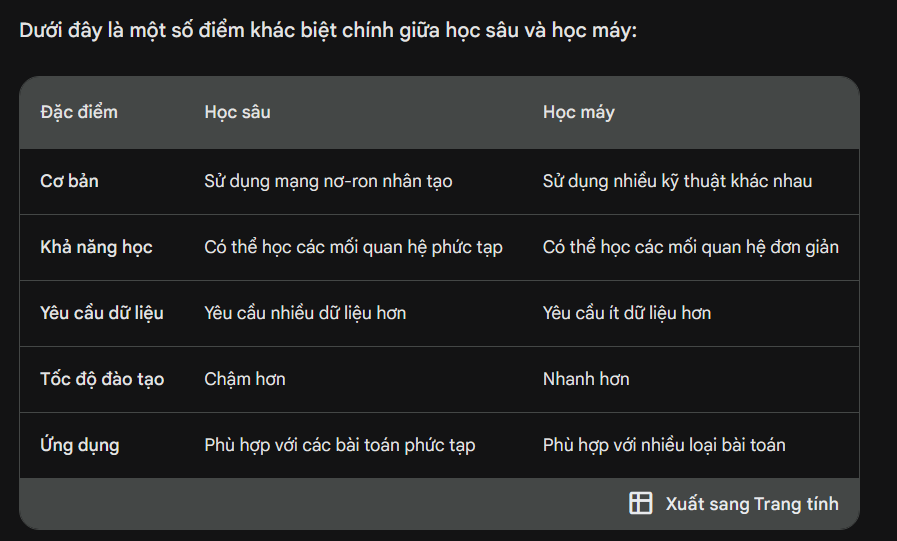 Dưới đây là một số điểm khác biệt chính giữa học sâu và học máy:
Đặc điểm Học sâu Học máy
Cơ bản Sử dụng mạng nơ-ron nhân tạo Sử dụng nhiều kỹ thuật khác nhau
Khả năng học Có thể học các mối quan hệ phức tạp Có thể học các mối quan hệ đơn giản
Yêu cầu dữ liệu Yêu cầu nhiều dữ liệu hơn Yêu cầu ít dữ liệu hơn
Tốc độ đào tạo Chậm hơn Nhanh hơn
Ứng dụng Phù hợp với các bài toán phức tạp Phù hợp với nhiều loại bài toán
Xuất sang Trang tính